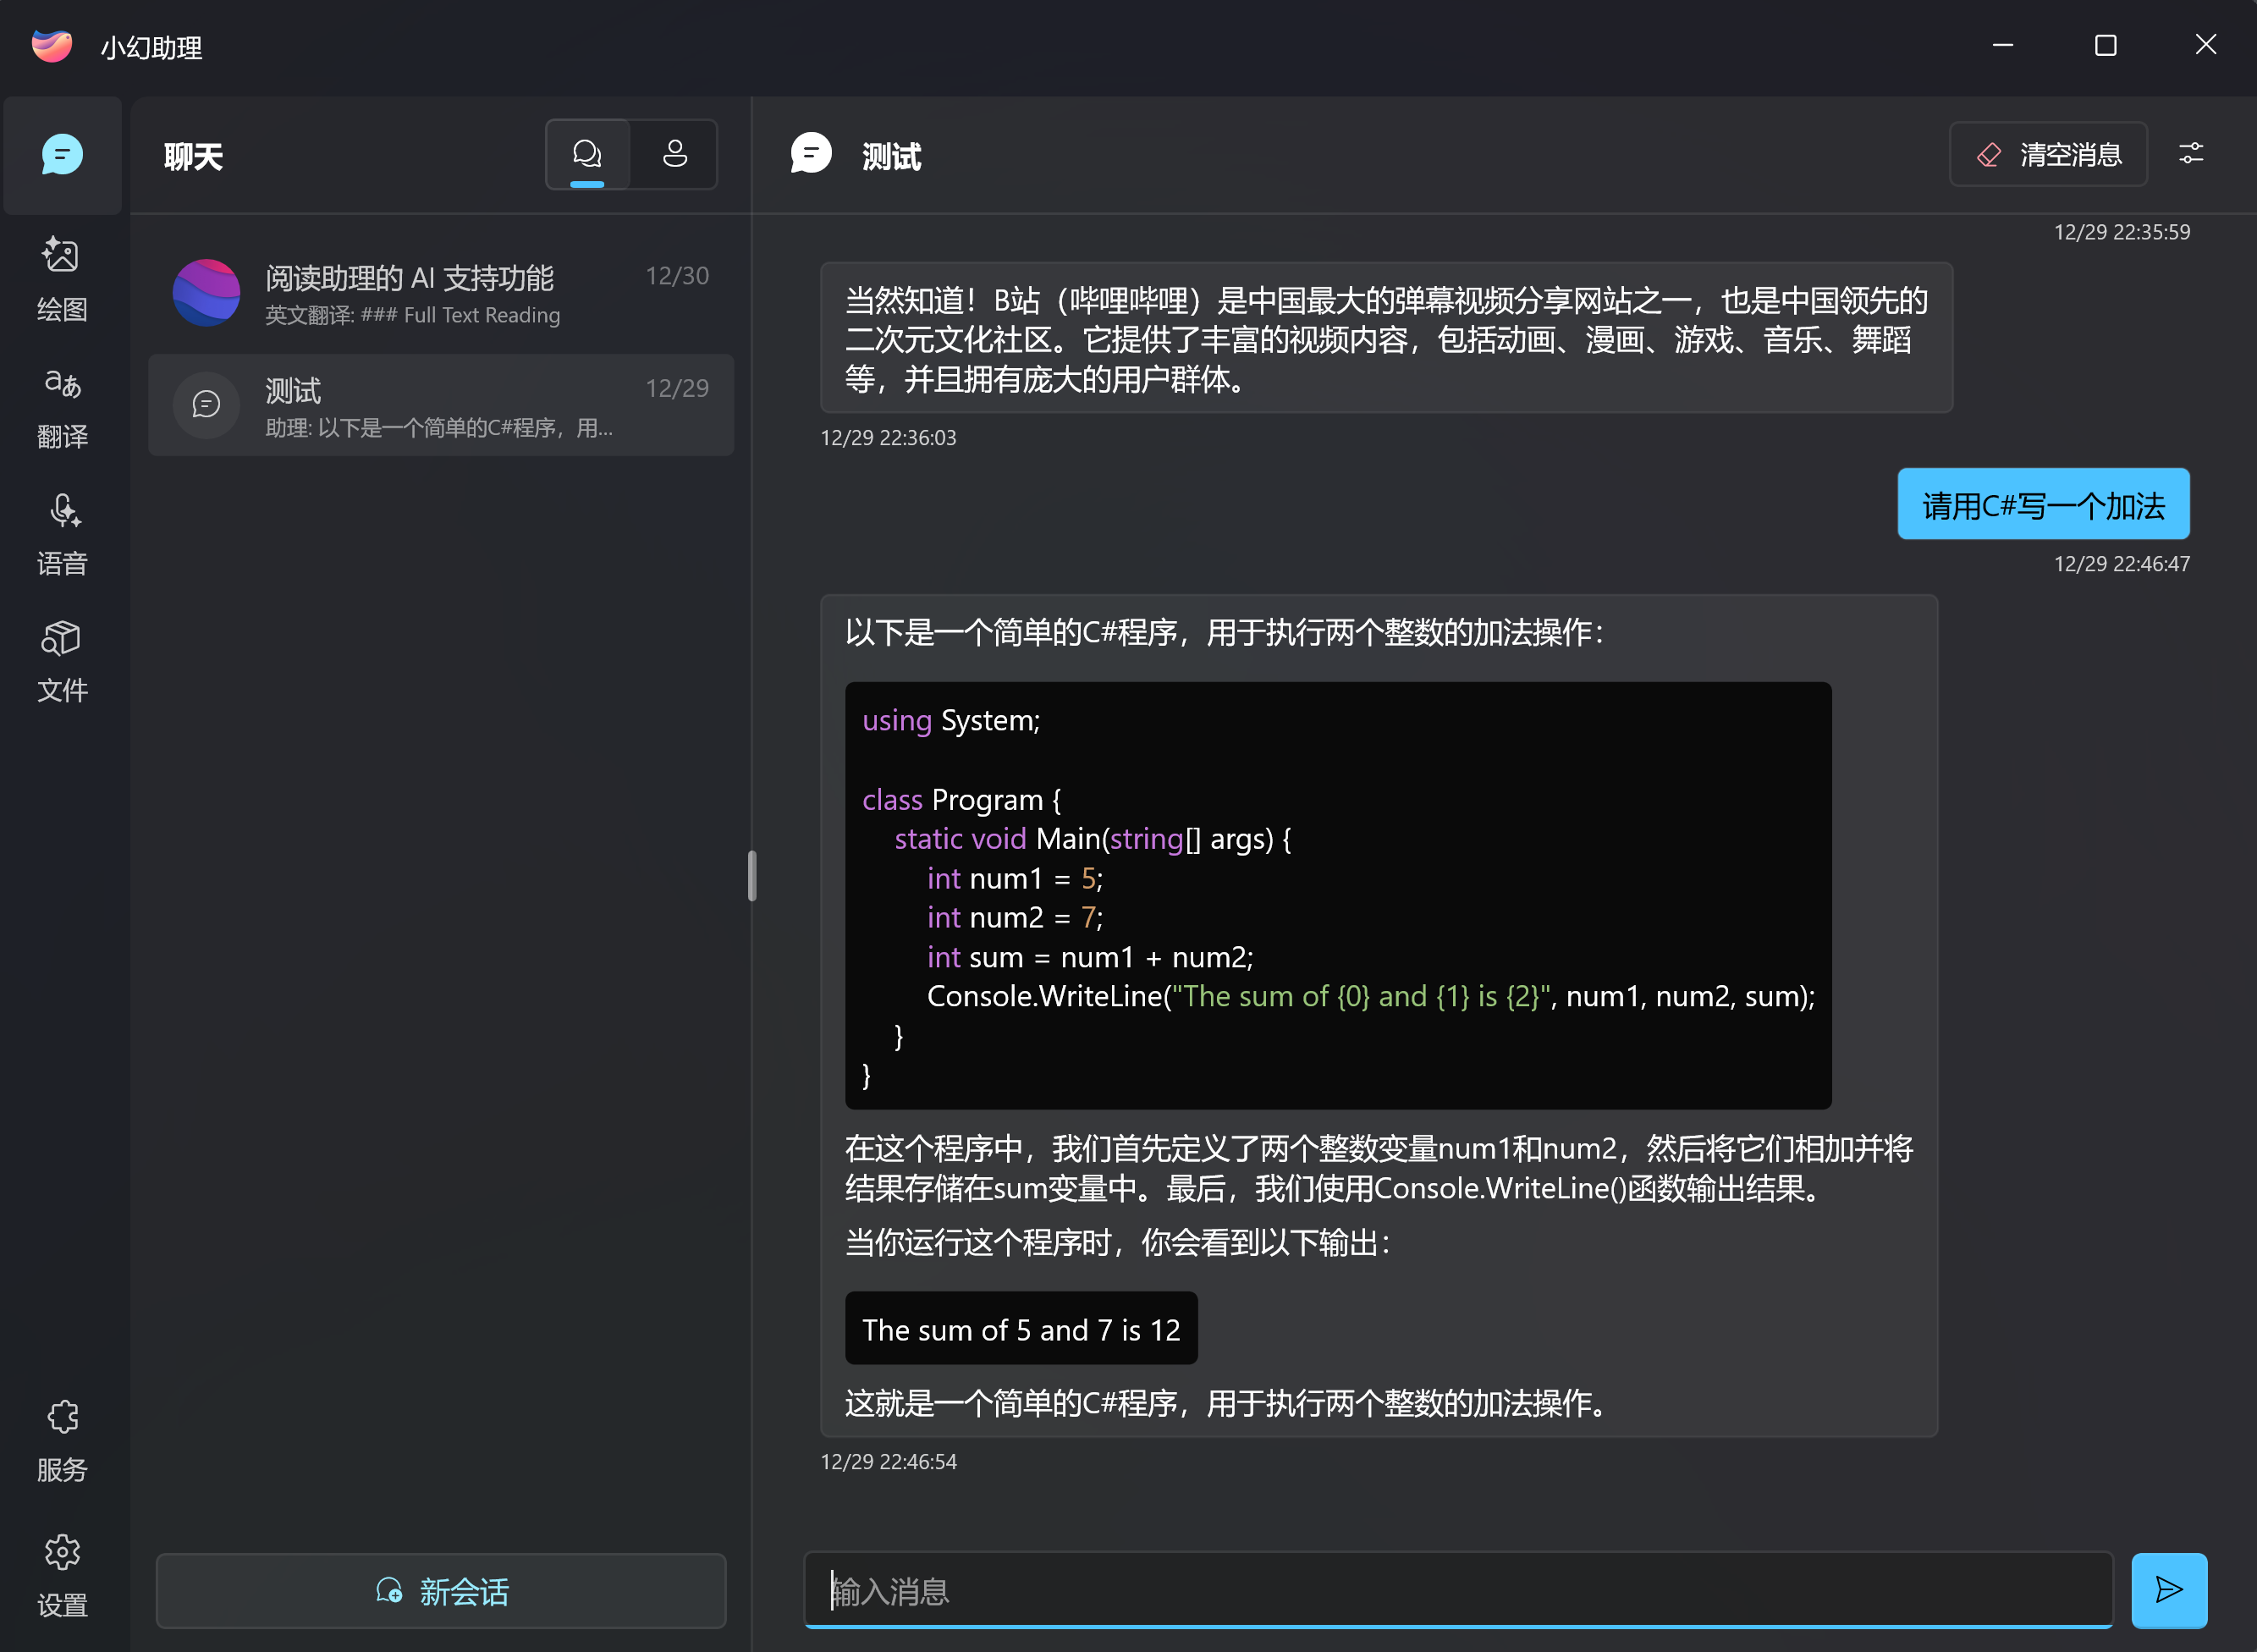 小幻助理
聊天
绘图
翻译
语音
文件
服务
设置
阅读助理的 AI 支持功能
12/30
英文翻译: ### Full Text Reading
测试
12/29
助理: 以下是一个简单的C#程序，用...
新会话
测试
清空消息
12/29 22:35:59
当然知道！B站（哔哩哔哩）是中国最大的弹幕视频分享网站之一，也是中国领先的
二次元文化社区。它提供了丰富的视频内容，包括动画、漫画、游戏、音乐、舞蹈
等，并且拥有庞大的用户群体。
12/29 22:36:03
请用C#写一个加法
12/29 22:46:47
以下是一个简单的C#程序，用于执行两个整数的加法操作：
using System;
class Program {
static void Main(string[] args) {
int num1 = 5;
int num2 = 7;
int sum = num1 + num2;
Console.WriteLine("The sum of {0} and {1} is {2}", num1, num2, sum);
}
}
在这个程序中，我们首先定义了两个整数变量num1和num2，然后将它们相加并将
结果存储在sum变量中。最后，我们使用Console.WriteLine()函数输出结果。
当你运行这个程序时，你会看到以下输出：
The sum of 5 and 7 is 12
这就是一个简单的C#程序，用于执行两个整数的加法操作。
12/29 22:46:54
输入消息